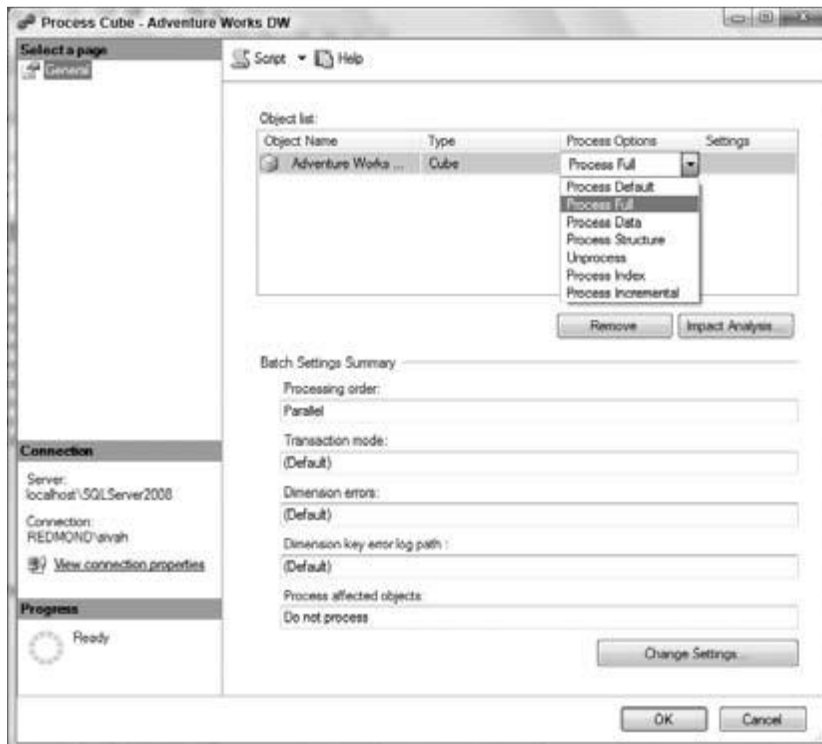 Process Cube - Adventure Works DW
Select a page
General
Script Help
Object list:
Object Name Type Process Options Settings
Adventure Works ... Cube Process Full
Process Default
Process Full
Process Data
Process Structure
Unprocess
Process Index
Process Incremental
Remove Impact Analysis...
Batch Settings Summary
Processing order:
Parallel
Transaction mode:
(Default)
Dimension errors:
(Default)
Dimension key error log path :
(Default)
Process affected objects:
Do not process
Change Settings...
Connection
Server:
localhost\SQLServer2008
Connection:
REDMOND\sivah
View connection properties
Progress
Ready
OK Cancel